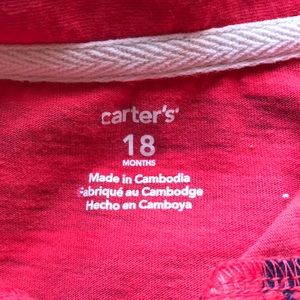 carter's
18
MONTHS
Made in Cambodia
Fabriqué au Cambodge
Hecho en Camboya